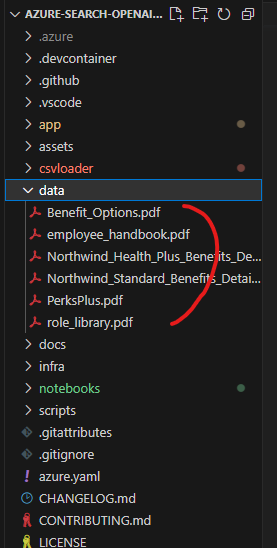 AZURE-SEARCH-OPENAI...
.azure
.devcontainer
.github
.vscode
app
assets
csvloader
data
Benefit_Options.pdf
employee_handbook.pdf
Northwind_Health_Plus_Benefits_De...
Northwind_Standard_Benefits_Detai...
PerksPlus.pdf
role_library.pdf
docs
infra
notebooks
scripts
.gitattributes
.gitignore
azure.yaml
CHANGELOG.md
CONTRIBUTING.md
LICENSE